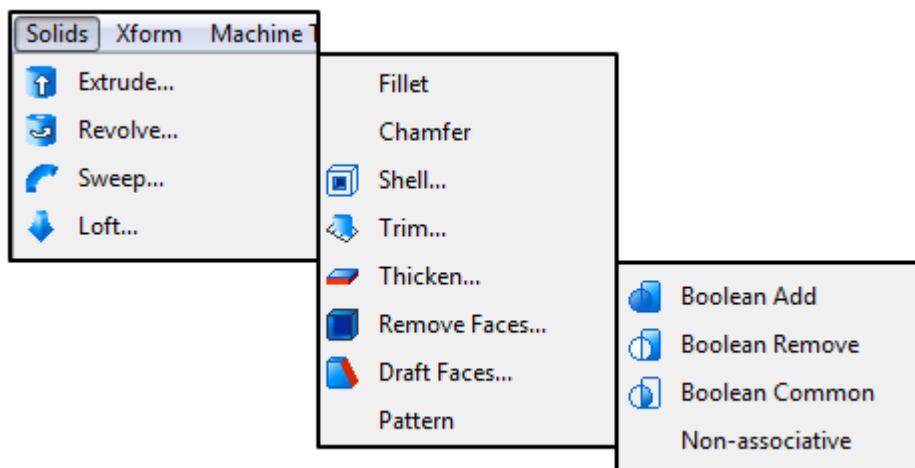 Solids Xform Machine
Extrude...
Revolve...
Sweep...
Loft...
Fillet
Chamfer
Shell...
Trim...
Thicken...
Remove Faces...
Draft Faces...
Pattern
Boolean Add
Boolean Remove
Boolean Common
Non-associative